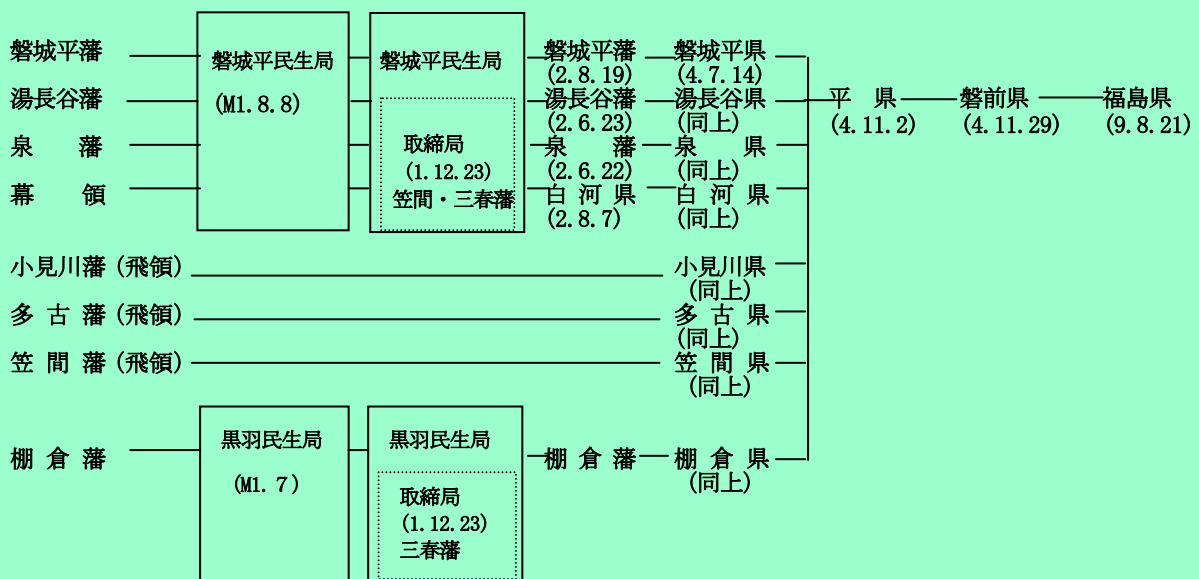 磐城平藩 磐城平民生局 磐城平民生局 磐城平藩 磐城平県
(2.8.19) (4.7.14)
湯長谷藩 (M1.8.8) 湯長谷藩 湯長谷県 平 県 磐前県 福島県
(2.6.23) (同上) (4.11.2) (4.11.29) (9.8.21)
泉 藩 取締局 泉 藩 泉 県
(1.12.23) (2.6.22) (同上)
幕 領 笠間・三春藩 白河県 白河県
(2.8.7) (同上)
小見川藩(飛領) 小見川県
(同上)
多古藩(飛領) 多古県
(同上)
笠間藩(飛領) 笠間県
(同上)
黒羽民生局 黒羽民生局
棚倉藩 棚倉藩 棚倉県
(M1.7) (同上)
取締局
(1.12.23)
三春藩